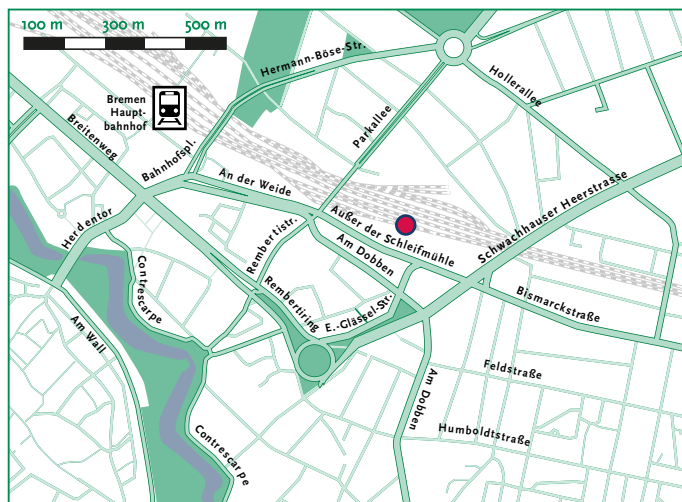 100 m 300 m 500 m
Hermann-Böse-Str.
Hollerallee
Bremen
Haupt-
bahnhof
Breitenweg
Parkallee
Bahnhofspl.
An der Weide
Schwachhauser Heerstrasse
Herdentor
Rembertistr.
Außer der Schleifmühle
Am Dobben
Contrescarpe
Rembertiring
E.-Glässel-Str.
Bismarckstraße
Am Wall
Feldstraße
Am Dobben
Humboldtstraße
Contrescarpe